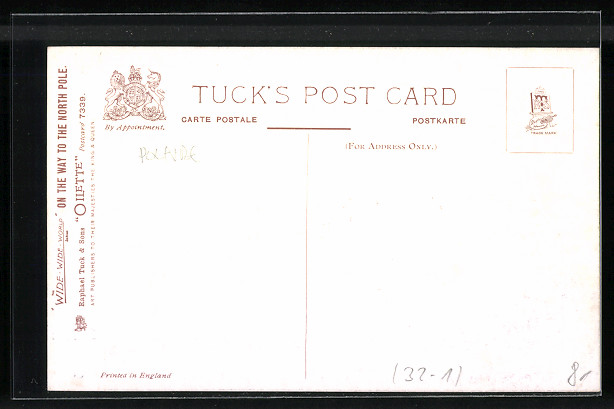 "WIDE-WIDE-WORLD" ON THE WAY TO THE NORTH POLE.
Raphael Tuck & Sons "OILETTE" Postcard 7339.
ART PUBLISHERS TO THEIR MAJESTIES THE KING & QUEEN
By Appointment.
TUCK'S POST CARD
CARTE POSTALE
POSTKARTE
(FOR ADDRESS ONLY.)
TRADE MARK
Printed in England
(32-1)
8,-